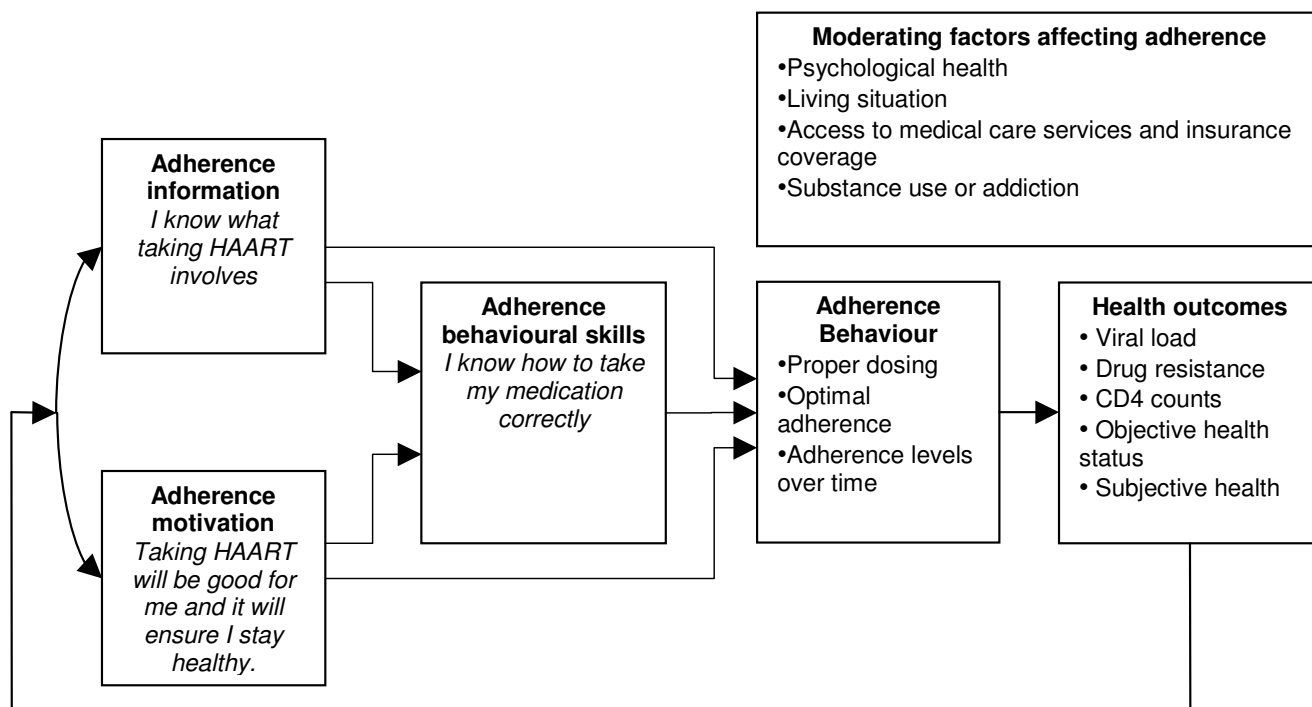 Moderating factors affecting adherence
•Psychological health
•Living situation
•Access to medical care services and insurance
coverage
•Substance use or addiction
Adherence
information
I know what
taking HAART
involves
Adherence
behavioural skills
I know how to take
my medication
correctly
Adherence
motivation
Taking HAART
will be good for
me and it will
ensure I stay
healthy.
Adherence
Behaviour
•Proper dosing
•Optimal
adherence
•Adherence levels
over time
Health outcomes
• Viral load
• Drug resistance
• CD4 counts
• Objective health
status
• Subjective health